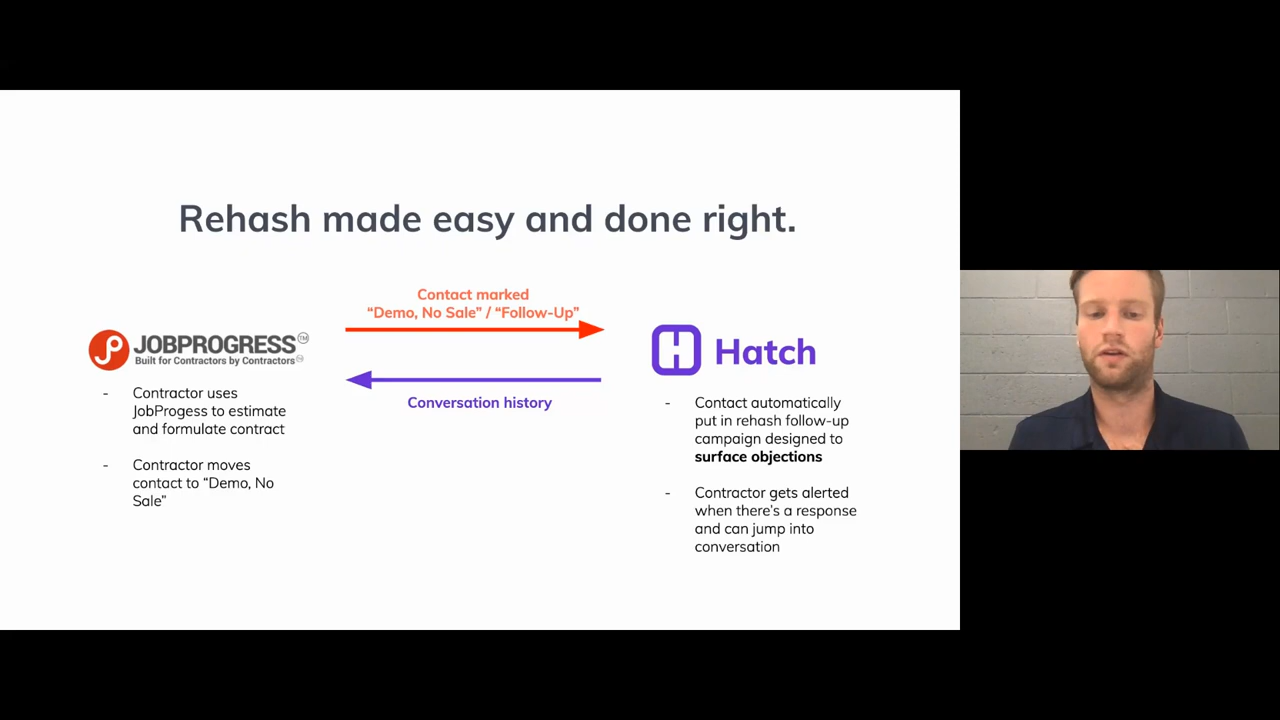 Rehash made easy and done right.
Contact marked
“Demo, No Sale” / “Follow-Up”
JOBPROGRESS TM
Built for Contractors by Contractors
Hatch
Conversation history
- Contractor uses
JobProgess to estimate
and formulate contract
- Contractor moves
contact to “Demo, No
Sale”
- Contact automatically
put in rehash follow-up
campaign designed to
surface objections
- Contractor gets alerted
when there’s a response
and can jump into
conversation